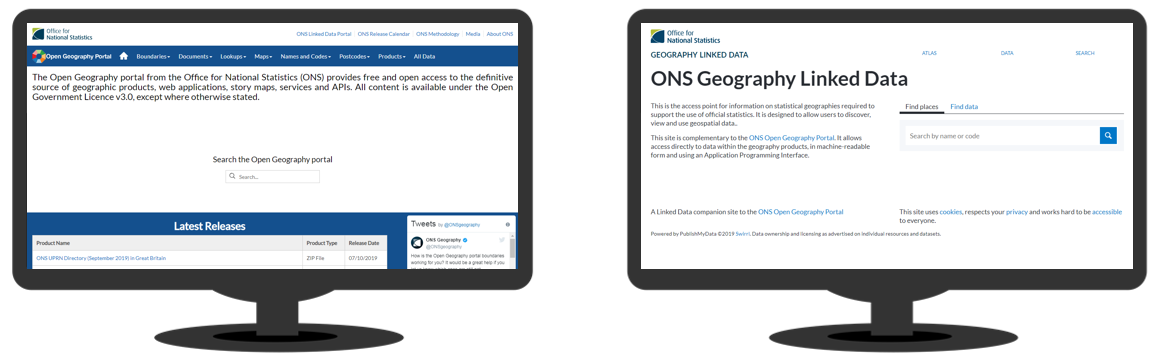 Office for
National Statistics
ONS Linked Data Portal ONS Release Calendar ONS Methodology Media About ONS
Open Geography Portal Boundaries Documents Lookups Maps Names and Codes Postcodes Products All Data
The Open Geography portal from the Office for National Statistics (ONS) provides free and open access to the definitive
source of geographic products, web applications, story maps, services and APIs. All content is available under the Open
Government Licence v3.0, except where otherwise stated.
Search the Open Geography portal
Search...
Latest Releases
Product Name Product Type Release Date
ONS UPRN Directory (September 2019) in Great Britain ZIP File 07/10/2019
Tweets by @ONSgeography
ONS Geography
@ONSgeography
How is the Open Geography portal boundaries
working for you? It would be a great help if you
Office for
National Statistics
GEOGRAPHY LINKED DATA ATLAS DATA SEARCH
ONS Geography Linked Data
This is the access point for information on statistical geographies required to
support the use of official statistics. It is designed to allow users to discover,
view and use geospatial data..
This site is complementary to the ONS Open Geography Portal. It allows
access directly to data within the geography products, in machine-readable
form and using an Application Programming Interface.
Find places Find data
Search by name or code
A Linked Data companion site to the ONS Open Geography Portal
This site uses cookies, respects your privacy and works hard to be accessible
to everyone.
Powered by PublishMyData ©2019 Swirrl. Data ownership and licensing as advertised on individual resources and datasets.